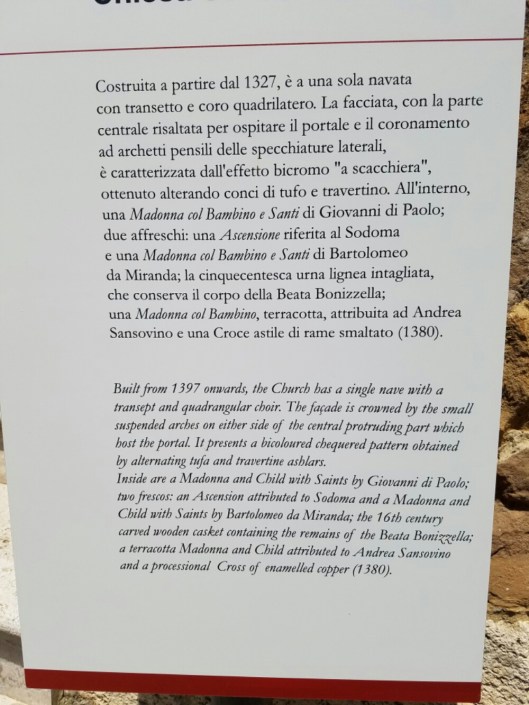 Costruita a partire dal 1327, è a una sola navata
con transetto e coro quadrilatero. La facciata, con la parte
centrale risaltata per ospitare il portale e il coronamento
ad archetti pensili delle specchiature laterali,
è caratterizzata dall'effetto bicromo "a scacchiera",
ottenuto alterando conci di tufo e travertino. All'interno,
una Madonna col Bambino e Santi di Giovanni di Paolo;
due affreschi: una Ascensione riferita al Sodoma
e una Madonna col Bambino e Santi di Bartolomeo
da Miranda; la cinquecentesca urna lignea intagliata,
che conserva il corpo della Beata Bonizzella;
una Madonna col Bambino, terracotta, attribuita ad Andrea
Sansovino e una Croce astile di rame smaltato (1380).
Built from 1397 onwards, the Church has a single nave with a
transept and quadrangular choir. The façade is crowned by the small
suspended arches on either side of the central protruding part which
host the portal. It presents a bicoloured chequered pattern obtained
by alternating tufa and travertine ashlars.
Inside are a Madonna and Child with Saints by Giovanni di Paolo;
two frescos: an Ascension attributed to Sodoma and a Madonna and
Child with Saints by Bartolomeo da Miranda; the 16th century
carved wooden casket containing the remains of the Beata Bonizzella;
a terracotta Madonna and Child attributed to Andrea Sansovino
and a processional Cross of enamelled copper (1380).